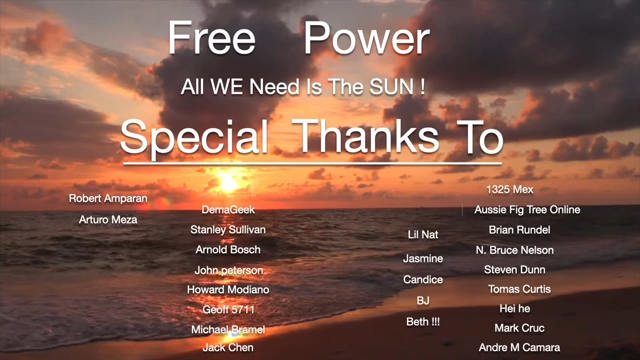 Free Power
All WE Need Is The SUN !
Special Thanks To
Robert Amparan
Arturo Meza
DemaGeek
Stanley Sullivan
Arnold Bosch
John,peterson
Howard Modiano
Geoff 5711
Michael Bramel
Jack Chen
Lil Nat
Jasmine
Candice
BJ
Beth !!!
1325 Mex
Aussie Fig Tree Online
Brian Rundel
N. Bruce Nelson
Steven Dunn
Tomas Curtis
Hei he
Mark Cruc
Andre M Camara